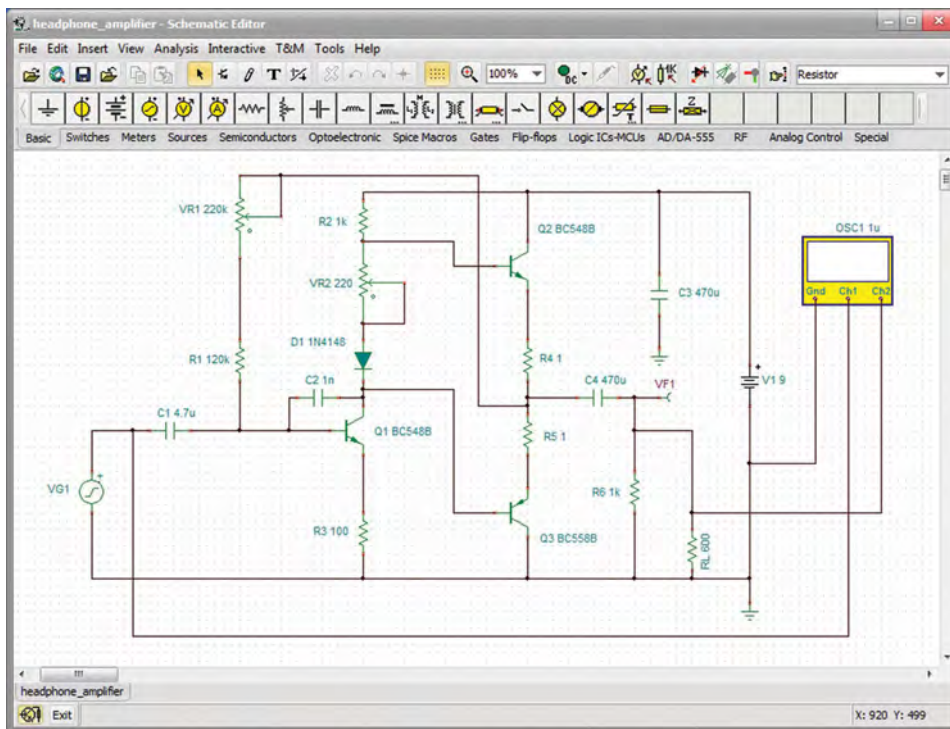 headphone_amplifier - Schematic Editor
File Edit Insert View Analysis Interactive T&M Tools Help
T 100% DC Resistor
Basic Switches Meters Sources Semiconductors Optoelectronic Spice Macros Gates Flip-flops Logic ICs-MCUs AD/DA-555 RF Analog Control Special
VR1 220k
R2 1k
Q2 BC548B
OSC1 1u
VR2 220
Gnd Ch1 Ch2
C3 470u
D1 1N4148
R1 120k
R4 1
C2 1n
C4 470u
VF1
V1 9
C1 4.7u
Q1 BC548B
R5 1
VG1
R6 1k
R3 100
Q3 BC558B
RL 600
headphone_amplifier
Exit
X: 920 Y: 499